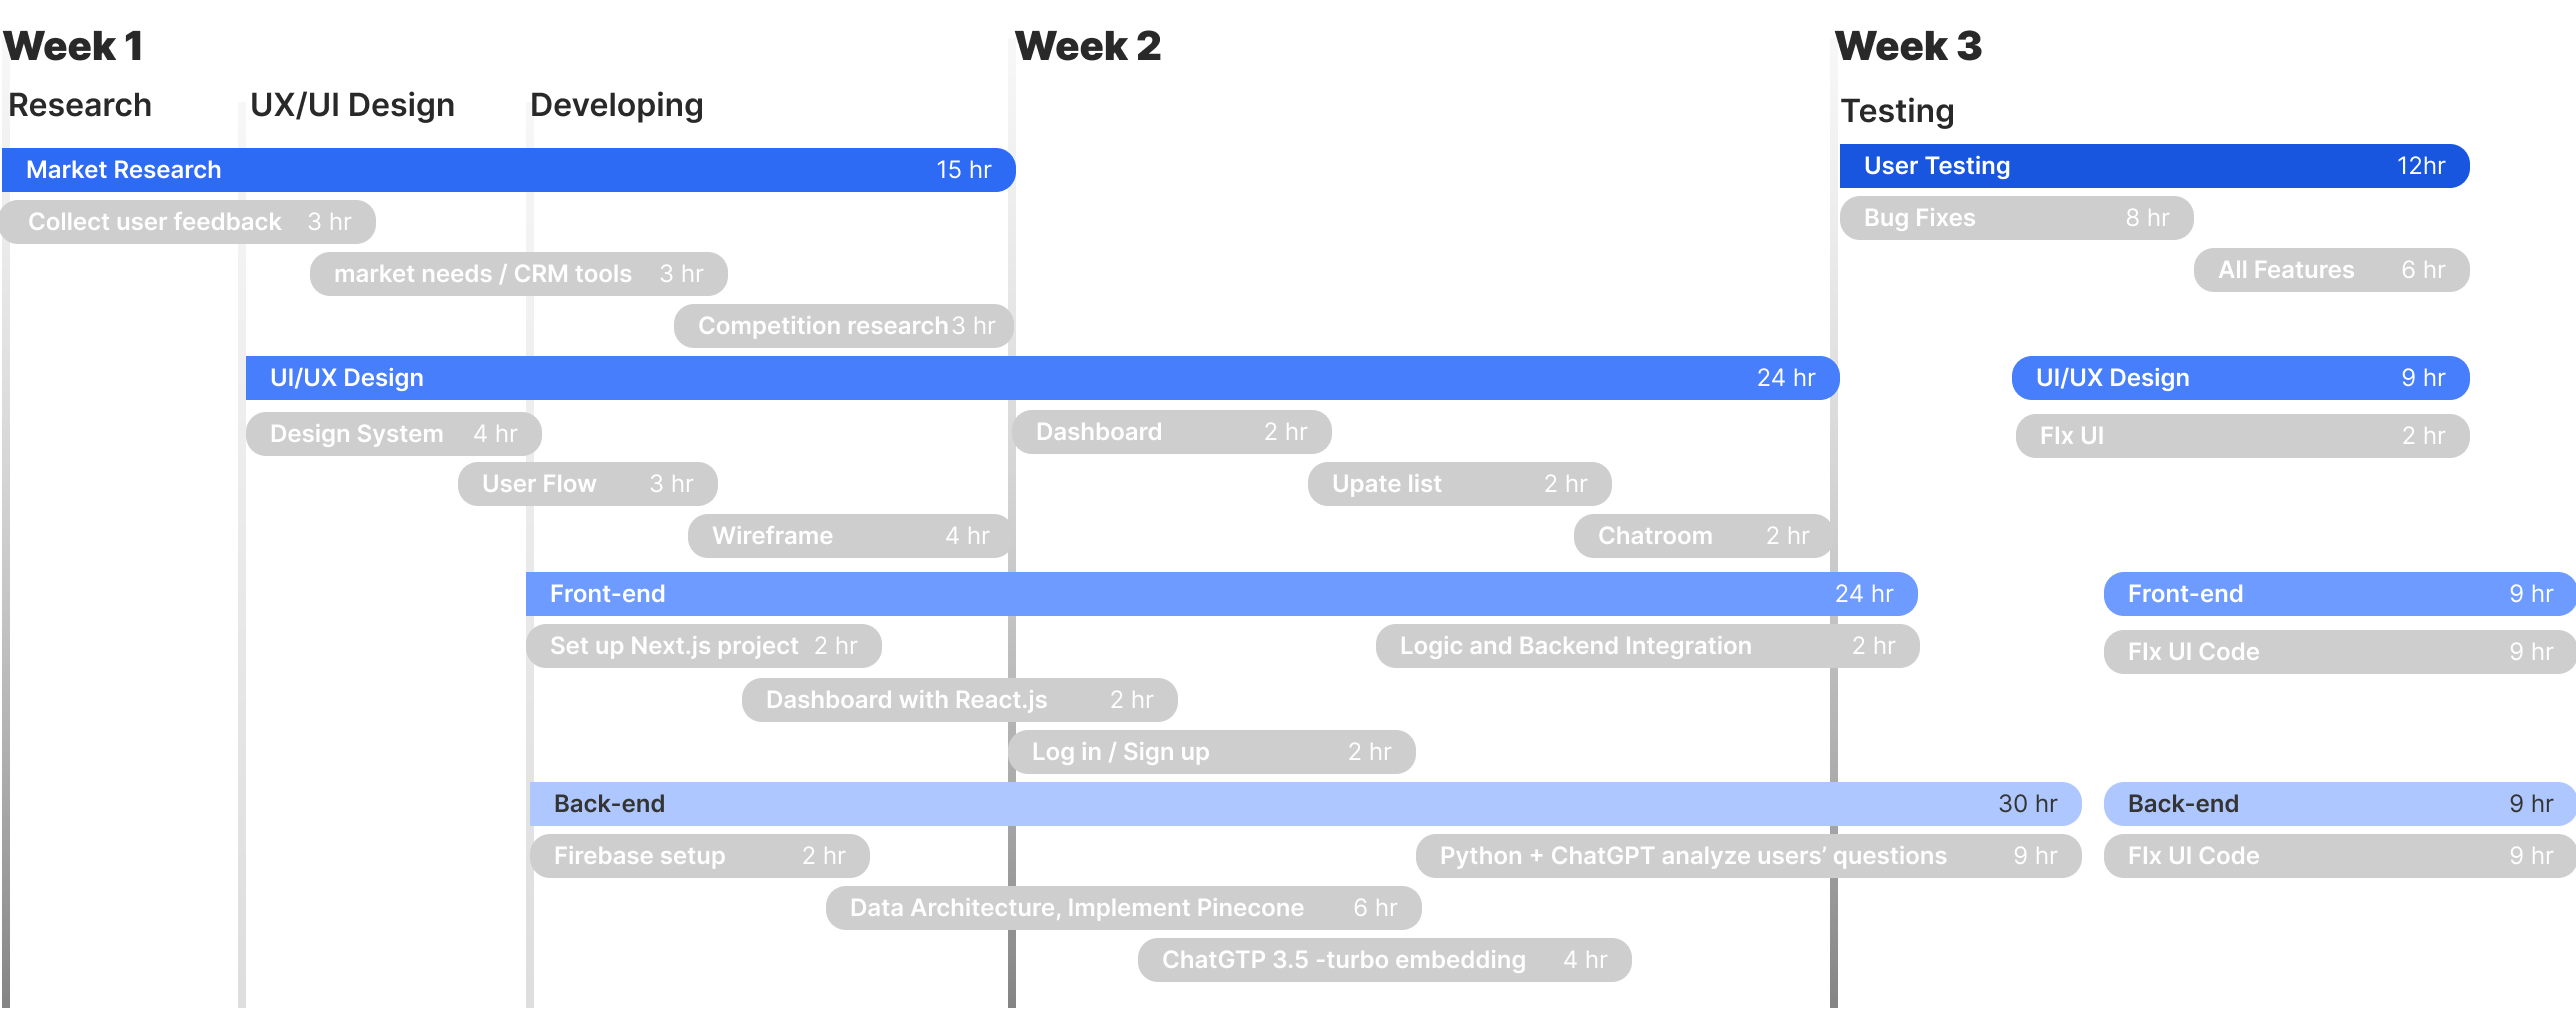 Week 1
Week 2
Week 3
Research
UX/UI Design
Developing
Testing
Market Research 15 hr
User Testing 12hr
Collect user feedback 3 hr
Bug Fixes 8 hr
market needs / CRM tools 3 hr
All Features 6 hr
Competition research 3 hr
UI/UX Design 24 hr
UI/UX Design 9 hr
Design System 4 hr
Dashboard 2 hr
FIx UI 2 hr
User Flow 3 hr
Upate list 2 hr
Wireframe 4 hr
Chatroom 2 hr
Front-end 24 hr
Front-end 9 hr
Set up Next.js project 2 hr
Logic and Backend Integration 2 hr
FIx UI Code 9 hr
Dashboard with React.js 2 hr
Log in / Sign up 2 hr
Back-end 30 hr
Back-end 9 hr
Firebase setup 2 hr
Python + ChatGPT analyze users’ questions 9 hr
FIx UI Code 9 hr
Data Architecture, Implement Pinecone 6 hr
ChatGTP 3.5 -turbo embedding 4 hr